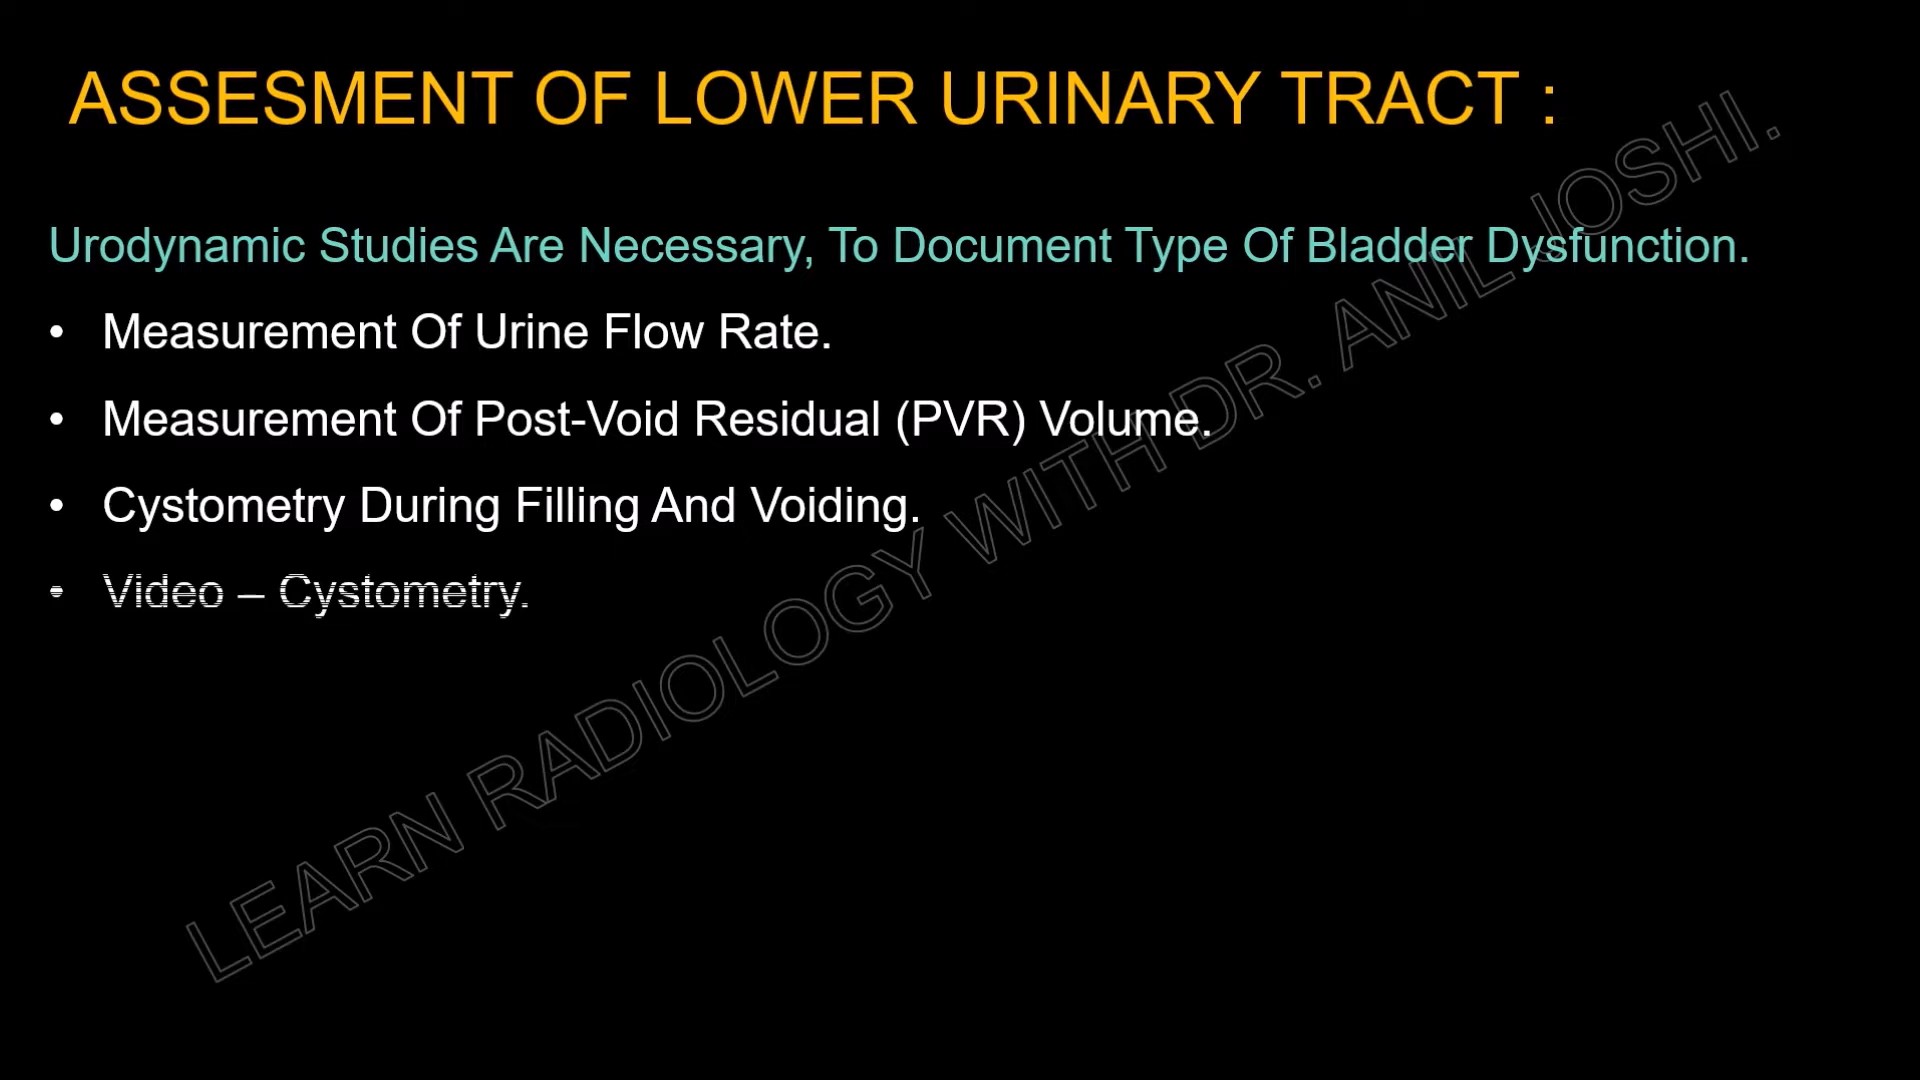 ASSESMENT OF LOWER URINARY TRACT :
Urodynamic Studies Are Necessary, To Document Type Of Bladder Dysfunction.
• Measurement Of Urine Flow Rate.
• Measurement Of Post-Void Residual (PVR) Volume.
• Cystometry During Filling And Voiding.
• Video – Cystometry.
LEARN RADIOLOGY WITH DR. ANIL JOSHI.